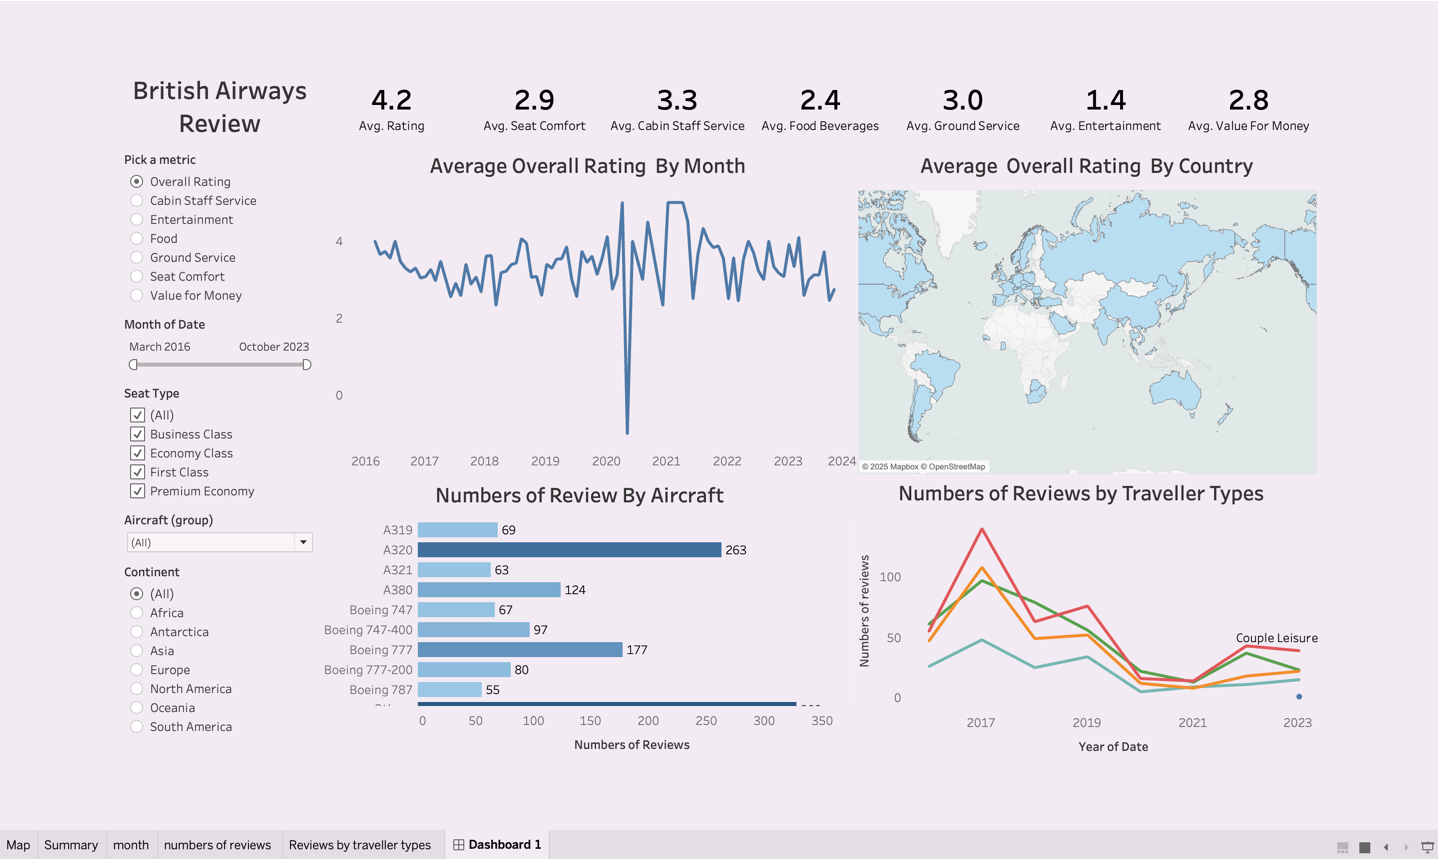 British Airways
Review
4.2
Avg. Rating
2.9
Avg. Seat Comfort
3.3
Avg. Cabin Staff Service
2.4
Avg. Food Beverages
3.0
Avg. Ground Service
1.4
Avg. Entertainment
2.8
Avg. Value For Money
Pick a metric
Overall Rating
Cabin Staff Service
Entertainment
Food
Ground Service
Seat Comfort
Value for Money
Month of Date
March 2016 October 2023
Seat Type
(All)
Business Class
Economy Class
First Class
Premium Economy
Aircraft (group)
(All)
Continent
(All)
Africa
Antarctica
Asia
Europe
North America
Oceania
South America
Average Overall Rating By Month
4
2
0
2016 2017 2018 2019 2020 2021 2022 2023 2024
Average Overall Rating By Country
© 2025 Mapbox © OpenStreetMap
Numbers of Review By Aircraft
A319 69
A320 263
A321 63
A380 124
Boeing 747 67
Boeing 747-400 97
Boeing 777 177
Boeing 777-200 80
Boeing 787 55
0 50 100 150 200 250 300 350
Numbers of Reviews
Numbers of Reviews by Traveller Types
Numbers of reviews
100
50
0
Couple Leisure
2017 2019 2021 2023
Year of Date
Map Summary month numbers of reviews Reviews by traveller types Dashboard 1